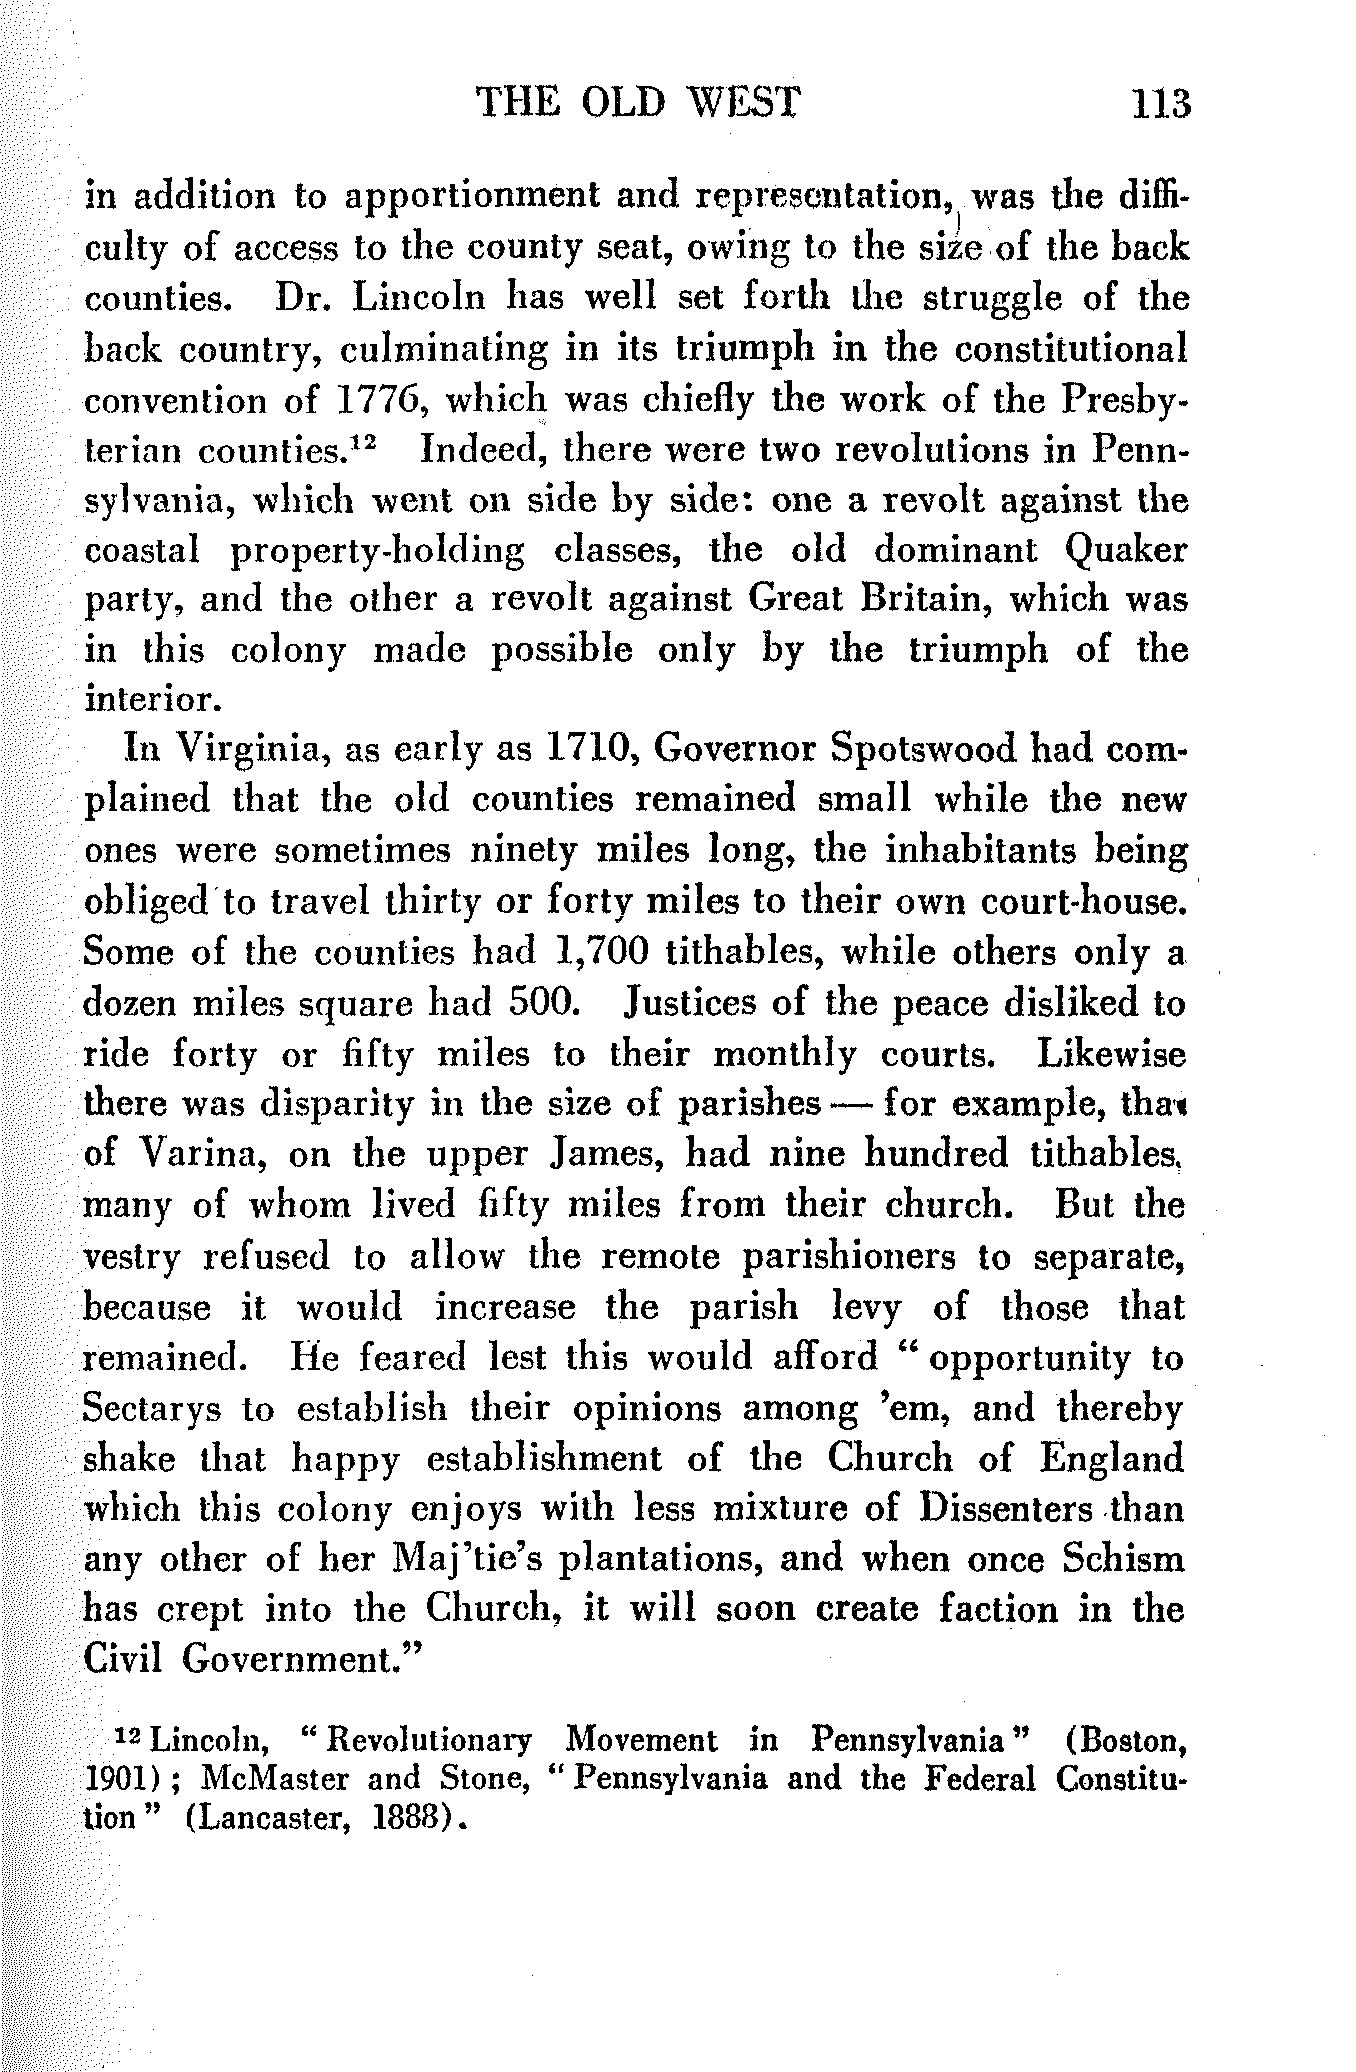 THE OLD WEST 113
in addition to apportionment and representation, was the diffi-
culty of access to the county seat, owing to the size of the back
counties. Dr. Lincoln has well set forth the struggle of the
back country, culminating in its triumph in the constitutional
convention of 1776, which was chiefly the work of the Presby-
terian counties.¹² Indeed, there were two revolutions in Penn-
sylvania, which went on side by side: one a revolt against the
coastal property-holding classes, the old dominant Quaker
party, and the other a revolt against Great Britain, which was
in this colony made possible only by the triumph of the
interior.
In Virginia, as early as 1710, Governor Spotswood had com-
plained that the old counties remained small while the new
ones were sometimes ninety miles long, the inhabitants being
obliged to travel thirty or forty miles to their own court-house.
Some of the counties had 1,700 tithables, while others only a
dozen miles square had 500. Justices of the peace disliked to
ride forty or fifty miles to their monthly courts. Likewise
there was disparity in the size of parishes — for example, that
of Varina, on the upper James, had nine hundred tithables,
many of whom lived fifty miles from their church. But the
vestry refused to allow the remote parishioners to separate,
because it would increase the parish levy of those that
remained. He feared lest this would afford " opportunity to
Sectarys to establish their opinions among 'em, and thereby
shake that happy establishment of the Church of England
which this colony enjoys with less mixture of Dissenters than
any other of her Maj'tie's plantations, and when once Schism
has crept into the Church, it will soon create faction in the
Civil Government."
¹² Lincoln, " Revolutionary Movement in Pennsylvania " (Boston,
1901) ; McMaster and Stone, " Pennsylvania and the Federal Constitu-
tion " (Lancaster, 1888).